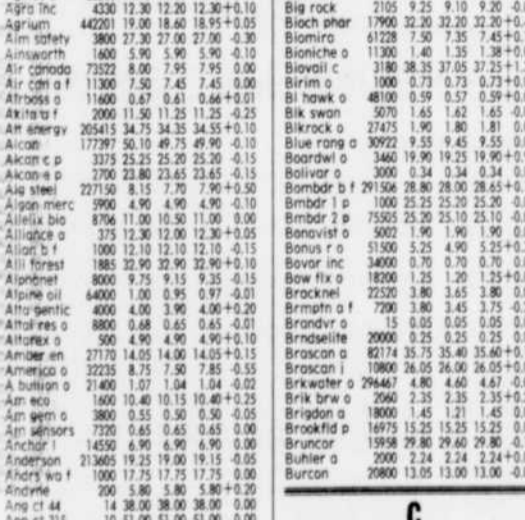 Agra Inc 4330 12.30 12.20 12.30+0.10
Agrium 442201 19.00 18.60 18.95+0.05
Aim safety 3800 27.30 27.00 27.00 -0.30
Ainsworth 1600 5.90 5.90 5.90 -0.10
Air canada 73522 8.00 7.95 7.95 0.00
Air can a f 11300 7.50 7.45 7.45 0.00
Afrbass o 11600 0.67 0.61 0.66+0.01
Akita a f 2000 11.50 11.25 11.25 -0.25
energy 205415 34.75 34.35 34.55+0.10
Alcan 177397 50.10 49.75 49.90 -0.10
Alcan c p 3375 25.25 25.20 25.20 -0.15
Alcan e p 2700 23.80 23.65 23.65 -0.15
Alg steel 227150 8.15 7.70 7.90+0.50
Algon merc 5900 4.90 4.90 4.90 -0.10
Allelix bio 8706 11.00 10.50 11.00 0.00
Alliance o 375 12.30 12.00 12.30+0.05
b f 1000 12.10 12.10 12.10 -0.15
All forest 1885 32.90 32.90 32.90+0.10
Alphanet 8000 9.75 9.15 9.35 -0.15
Alpine oil 64000 1.00 0.95 0.97 -0.01
Alta gentic 4000 4.00 3.90 4.00+0.20
res o 8800 0.68 0.65 0.65 -0.01
Altarex o 500 4.90 4.90 4.90+0.10
Amber en 27170 14.05 14.00 14.05+0.15
America o 32235 8.75 7.50 7.85 -0.55
A bullion o 21400 1.07 1.04 1.04 -0.02
Am eco 1600 10.40 10.15 10.40+0.25
Am gem o 3800 0.55 0.50 0.50 -0.05
Am sensors 7320 0.65 0.65 0.65 0.00
Anchor l 14550 6.90 6.90 6.90 0.00
Anderson 213605 19.25 19.00 19.15 -0.05
Andrs wa f 1000 17.75 17.75 17.75 0.00
Andyne 200 5.80 5.80 5.80+0.20
Ang ct 44 14 38.00 38.00 38.00 0.00
Ang ct 315 10 51.00 51.00 51.00 0.00
Big rock 2105 9.25 9.10 9.20
Bioch phar 17900 32.20 32.20 32.20
Biomira 61228 7.50 7.35 7.45
Bioniche o 11300 1.40 1.35 1.38
Biovail c 3180 38.35 37.05 37.25
Birim o 1000 0.73 0.73 0.73
Bl hawk o 48100 0.59 0.57 0.59
Blk swan 5070 1.65 1.62 1.65
Blkrock o 27475 1.90 1.80 1.81
Blue rang a 30922 9.55 9.45 9.55
Boardwl o 3460 19.90 19.25 19.90
Bolivar o 3000 0.34 0.34 0.34
Bombdr b f 291506 28.80 28.00 28.65
Bmbdr 1 p 1000 25.25 25.20 25.20
Bmbdr 2 p 75505 25.20 25.10 25.10
Bonavist o 5002 1.90 1.90 1.90
Bonus r o 51500 5.25 4.90 5.25
Bovar inc 34000 0.70 0.70 0.70
Bow flx o 18200 1.25 1.20 1.25
Bracknel 22520 3.80 3.65 3.80
Brmptn a f 7200 3.80 3.45 3.75
Brandvr o 15 0.05 0.05 0.05
Brndselite 20000 0.25 0.25 0.25
Brascan a 82174 35.75 35.40 35.60
Brascan j 10800 26.05 26.00 26.05
Brkwater o 296467 4.80 4.60 4.67
Brik brw o 2060 2.35 2.35 2.35
Brigdon a 18000 1.45 1.21 1.45
Brookfld p 16975 15.25 15.25 15.25
Bruncor 15958 29.80 29.60 29.80
Buhler a 2000 2.24 2.24 2.24
Burcon 20800 13.05 13.00 13.00
C